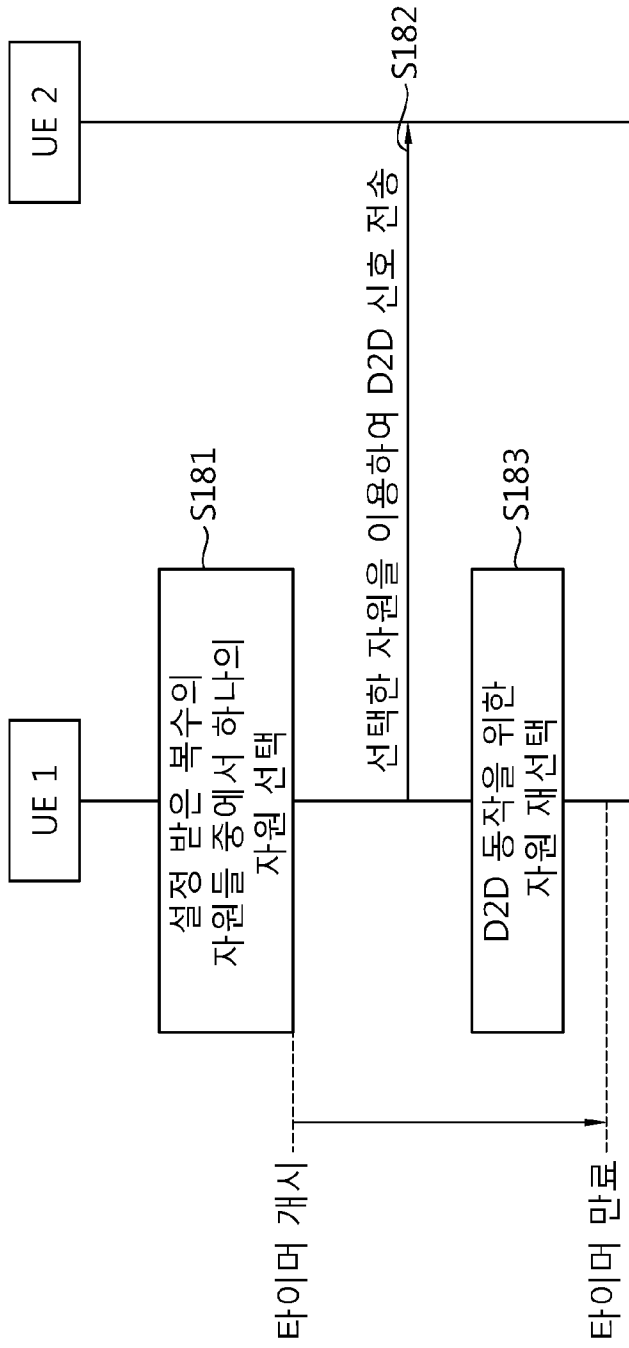 UE 1
UE 2
설정 받은 복수의
자원들 중에서 하나의
자원 선택
S181
타이머 개시
선택한 자원을 이용하여 D2D 신호 전송
S182
D2D 동작을 위한
자원 재선택
S183
타이머 만료